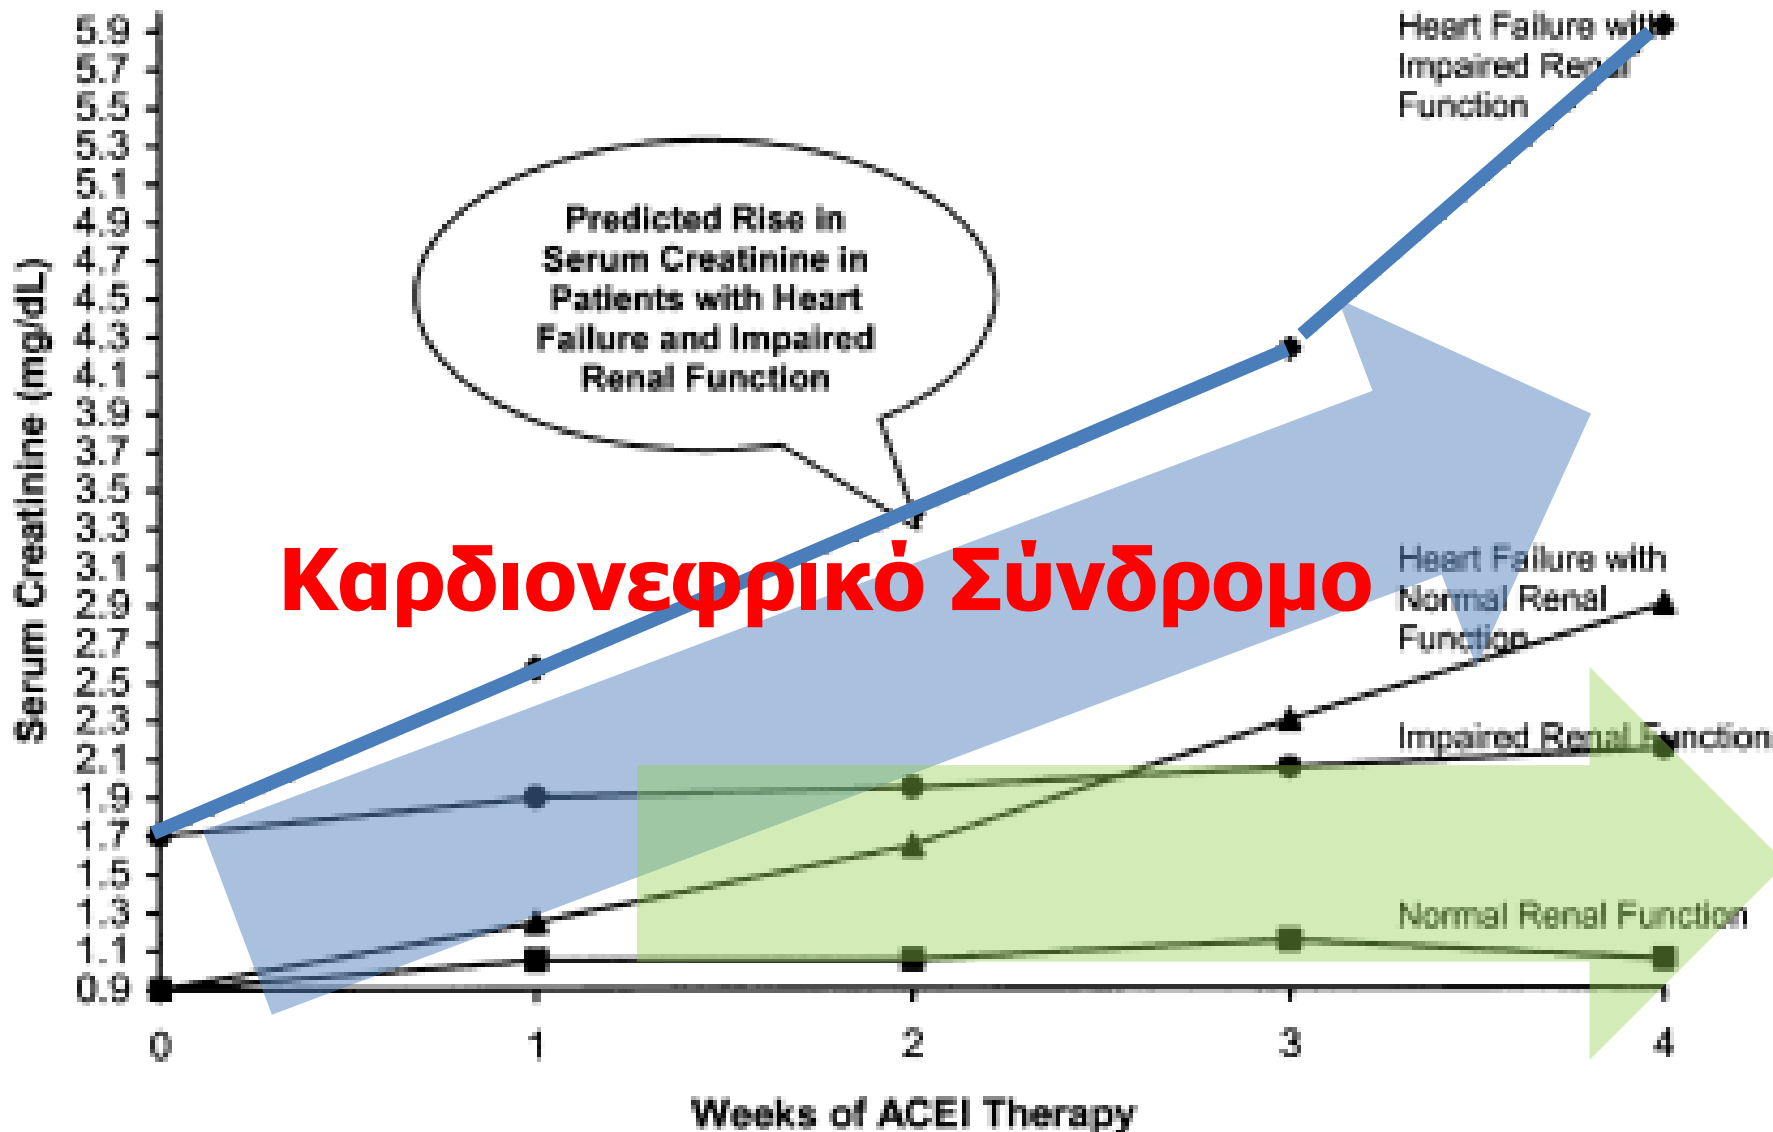 5.9
5.7
5.5
5.3
5.1
4.9
4.7
4.5
4.3
4.1
3.9
3.7
3.5
3.3
3.1
2.9
2.7
2.5
2.3
2.1
1.9
1.7
1.5
1.3
1.1
0.9
Serum Creatinine (mg/dL)
Heart Failure with
Impaired Renal
Function
Predicted Rise in
Serum Creatinine in
Patients with Heart
Failure and Impaired
Renal Function
Καρδιονεφρικό Σύνδρομο
Heart Failure with
Normal Renal
Function
Impaired Renal Function
Normal Renal Function
0 1 2 3 4
Weeks of ACEI Therapy